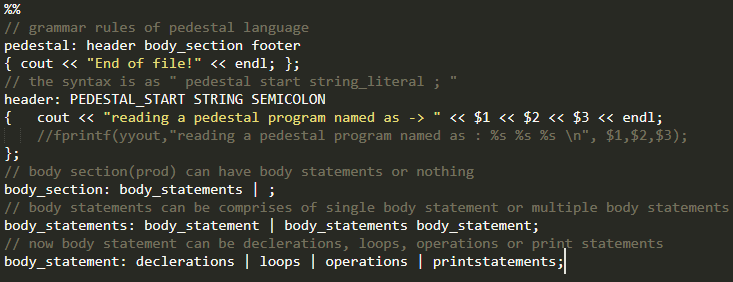 %%
// grammar rules of pedestal language
pedestal: header body_section footer
{ cout << "End of file!" << endl; };
// the syntax is as " pedestal start string_literal ; "
header: PEDESTAL_START STRING SEMICOLON
{   cout << "reading a pedestal program named as -> " << $1 << $2 << $3 << endl;
    //fprintf(yyout,"reading a pedestal program named as : %s %s %s \n", $1,$2,$3);
};
// body section(prod) can have body statements or nothing
body_section: body_statements | ;
// body statements can be comprises of single body statement or multiple body statements
body_statements: body_statement | body_statements body_statement;
// now body statement can be declerations, loops, operations or print statements
body_statement: declerations | loops | operations | printstatements;